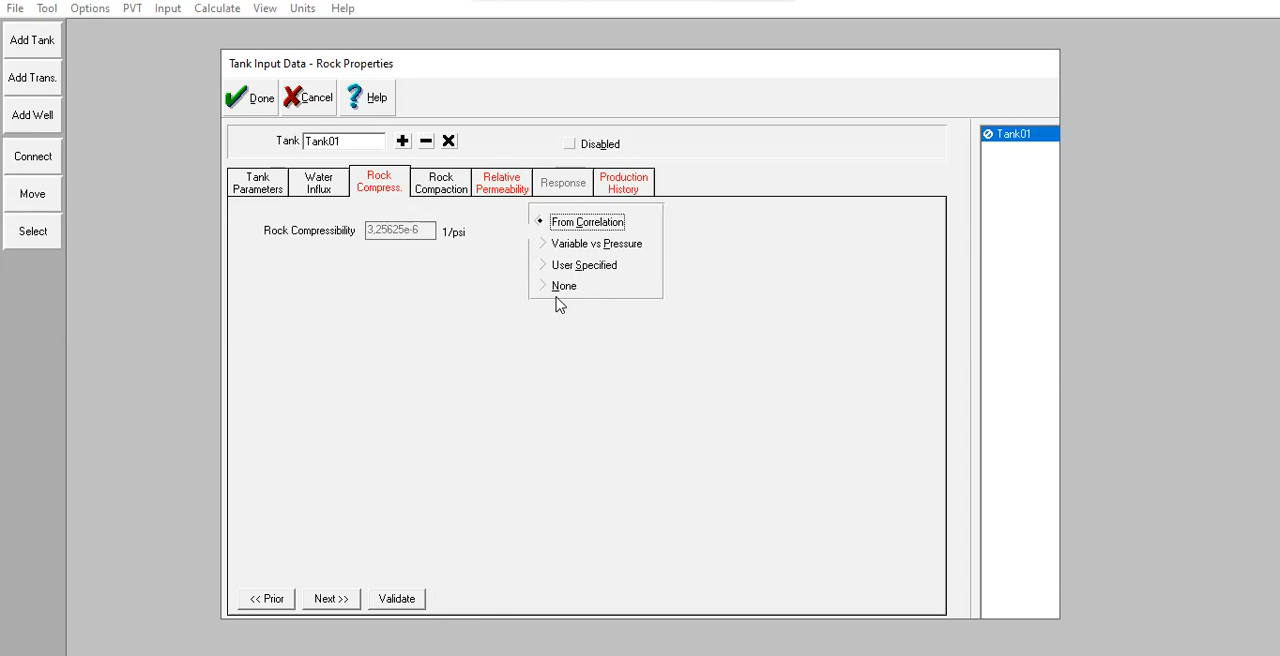 File Tool Options PVT Input Calculate View Units Help
Add Tank
Add Trans.
Add Well
Connect
Move
Select
Tank Input Data - Rock Properties
Done Cancel Help
Tank Tank01 Disabled
Tank Parameters
Water Influx
Rock Compress.
Rock Compaction
Relative Permeability
Response
Production History
Rock Compressibility 3,25625e-6 1/psi
From Correlation
Variable vs Pressure
User Specified
None
<< Prior Next >> Validate
Tank01